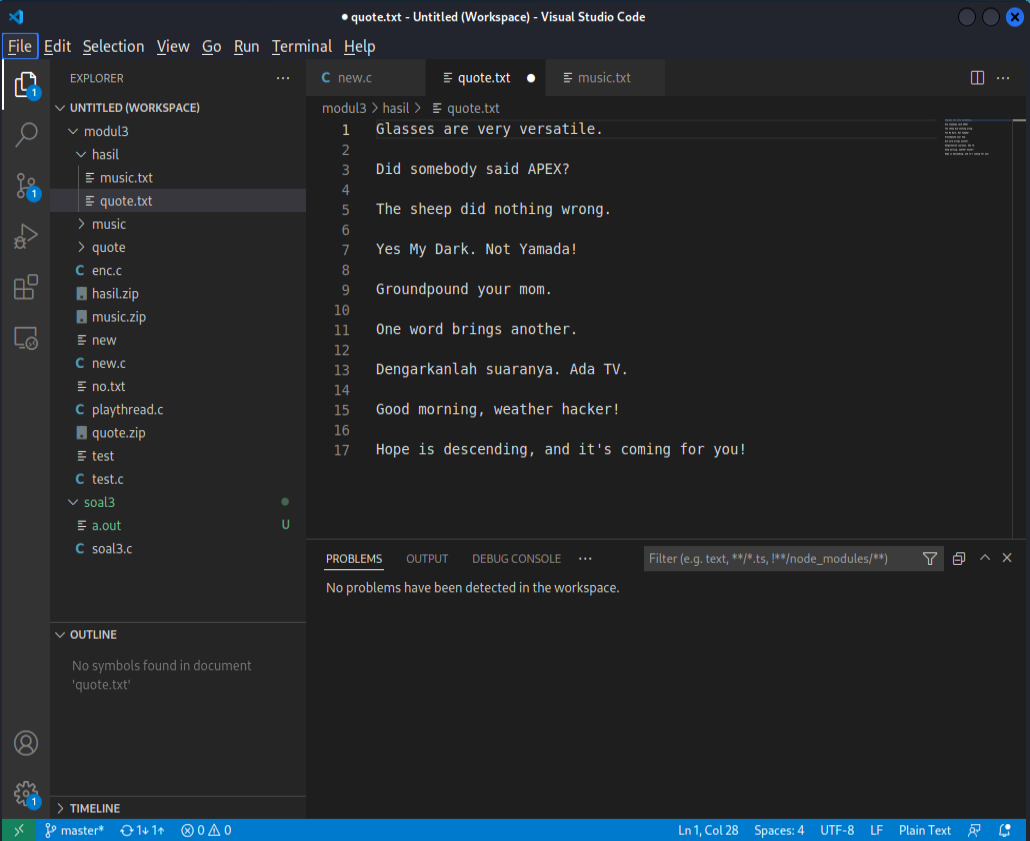 quote.txt - Untitled (Workspace) - Visual Studio Code
File Edit Selection View Go Run Terminal Help
EXPLORER
UNTITLED (WORKSPACE)
modul3
hasil
music.txt
quote.txt
music
quote
enc.c
hasil.zip
music.zip
new
new.c
no.txt
playthread.c
quote.zip
test
test.c
soal3
a.out U
soal3.c
OUTLINE
No symbols found in document
'quote.txt'
TIMELINE
1
1
1
C new.c quote.txt music.txt
modul3 > hasil > quote.txt
1 Glasses are very versatile.
2
3 Did somebody said APEX?
4
5 The sheep did nothing wrong.
6
7 Yes My Dark. Not Yamada!
8
9 Groundpound your mom.
10
11 One word brings another.
12
13 Dengarkanlah suaranya. Ada TV.
14
15 Good morning, weather hacker!
16
17 Hope is descending, and it's coming for you!
PROBLEMS OUTPUT DEBUG CONSOLE ··· Filter (e.g. text, **/*.ts, !**/node_modules/**)
No problems have been detected in the workspace.
master* 1↓ 1↑ 0 0 Ln 1, Col 28 Spaces: 4 UTF-8 LF Plain Text